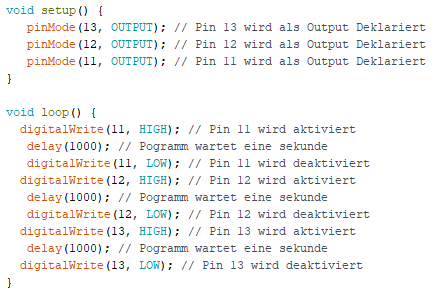 void setup() {
pinMode(13, OUTPUT); // Pin 13 wird als Output Deklariert
pinMode(12, OUTPUT); // Pin 12 wird als Output Deklariert
pinMode(11, OUTPUT); // Pin 11 wird als Output Deklariert
}
void loop() {
digitalWrite(11, HIGH); // Pin 11 wird aktiviert
delay(1000); // Pogramm wartet eine sekunde
digitalWrite(11, LOW); // Pin 11 wird deaktiviert
digitalWrite(12, HIGH); // Pin 12 wird aktiviert
delay(1000); // Pogramm wartet eine sekunde
digitalWrite(12, LOW); // Pin 12 wird deaktiviert
digitalWrite(13, HIGH); // Pin 13 wird aktiviert
delay(1000); // Pogramm wartet eine sekunde
digitalWrite(13, LOW); // Pin 13 wird deaktiviert
}